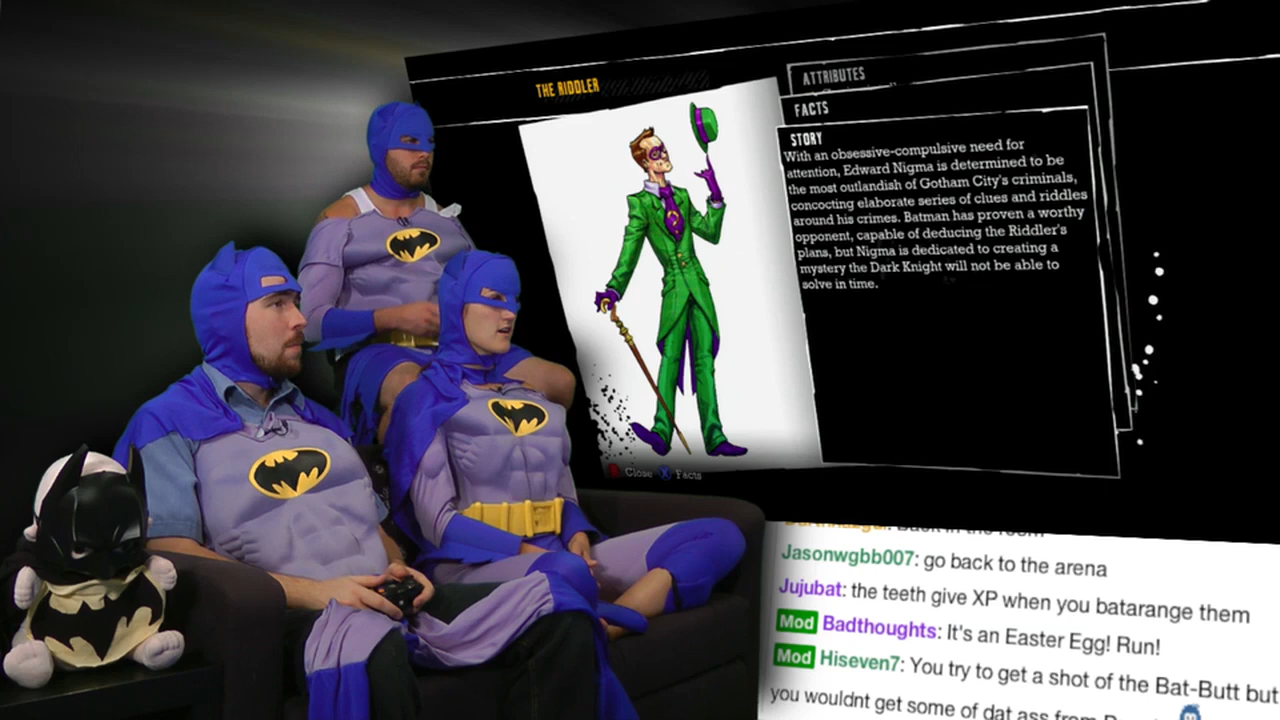 THE RIDDLER
ATTRIBUTES
FACTS
STORY
With an obsessive-compulsive need for
attention, Edward Nigma is determined to be
the most outlandish of Gotham City's criminals,
concocting elaborate series of clues and riddles
around his crimes. Batman has proven a worthy
opponent, capable of deducing the Riddler's
plans, but Nigma is dedicated to creating a
mystery the Dark Knight will not be able to
solve in time.
Close X Facts
back in the room
Jasonwgbb007: go back to the arena
Jujubat: the teeth give XP when you batarange them
Mod Badthoughts: It's an Easter Egg! Run!
Mod Hiseven7: You try to get a shot of the Bat-Butt but
you wouldnt get some of dat ass from